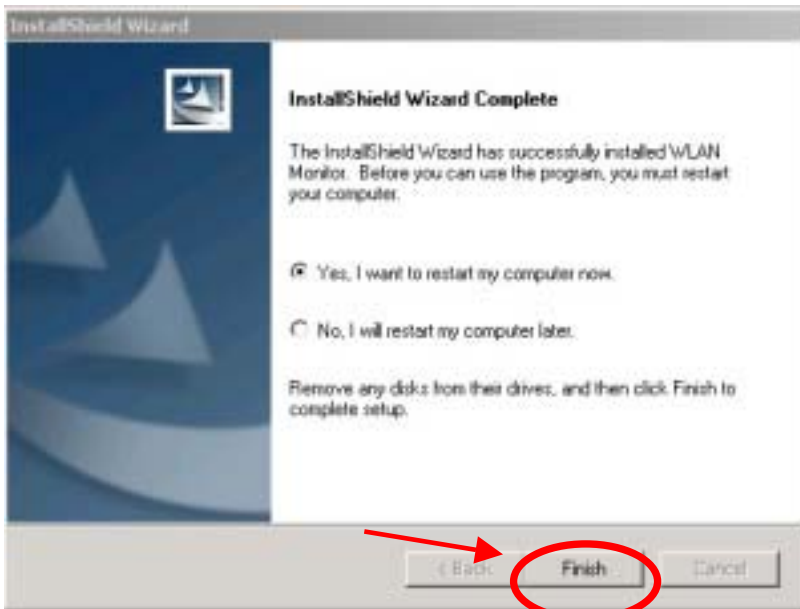 InstallShield Wizard
InstallShield Wizard Complete
The InstallShield Wizard has successfully installed WLAN
Monitor. Before you can use the program, you must restart
your computer.
Yes, I want to restart my computer now.
No, I will restart my computer later.
Remove any disks from their drives, and then click Finish to
complete setup.
< Back
Finish
Cancel